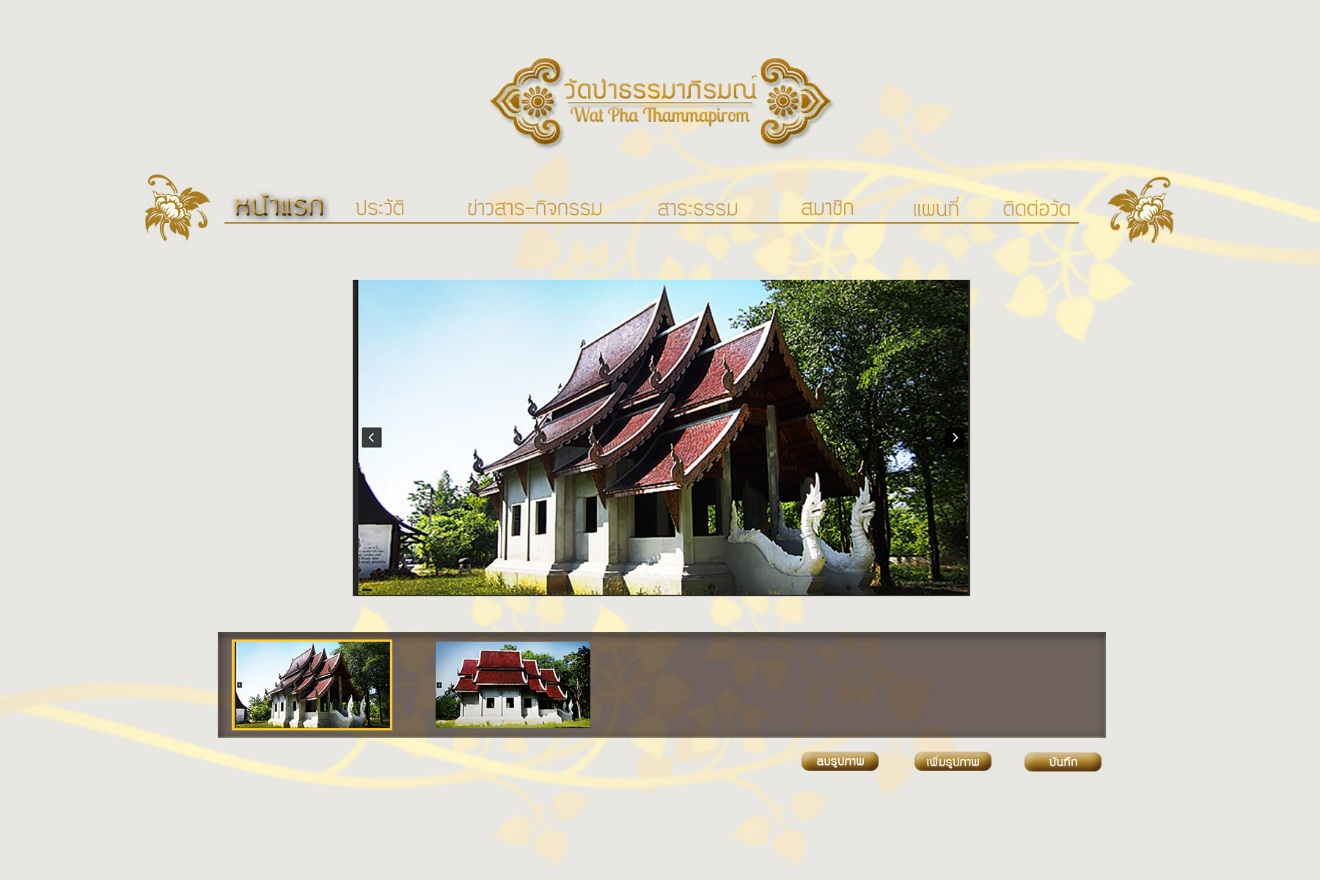 วัดป่าธรรมาภิรมณ์
Wat Pha Thammapirom
หน้าแรก ประวัติ ข่าวสาร-กิจกรรม สาระธรรม สมาชิก แผนที่ ติดต่อวัด
ลบรูปภาพ เพิ่มรูปภาพ บันทึก